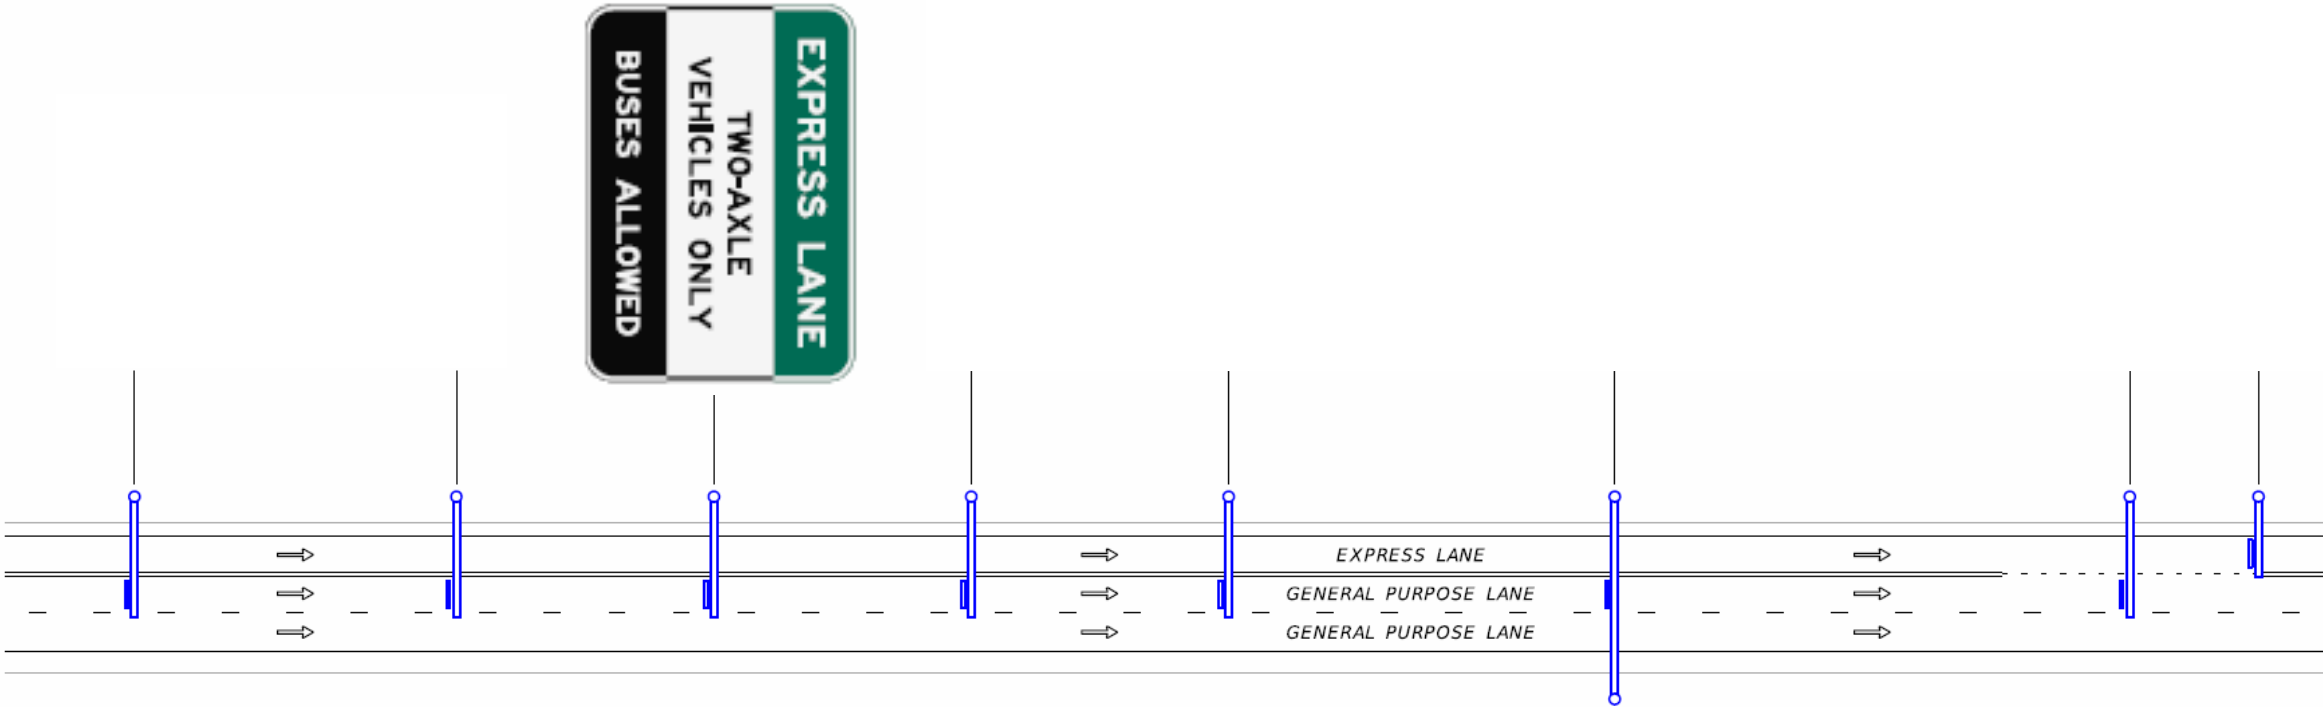 EXPRESS LANE
TWO-AXLE
VEHICLES ONLY
BUSES ALLOWED
EXPRESS LANE
GENERAL PURPOSE LANE
GENERAL PURPOSE LANE